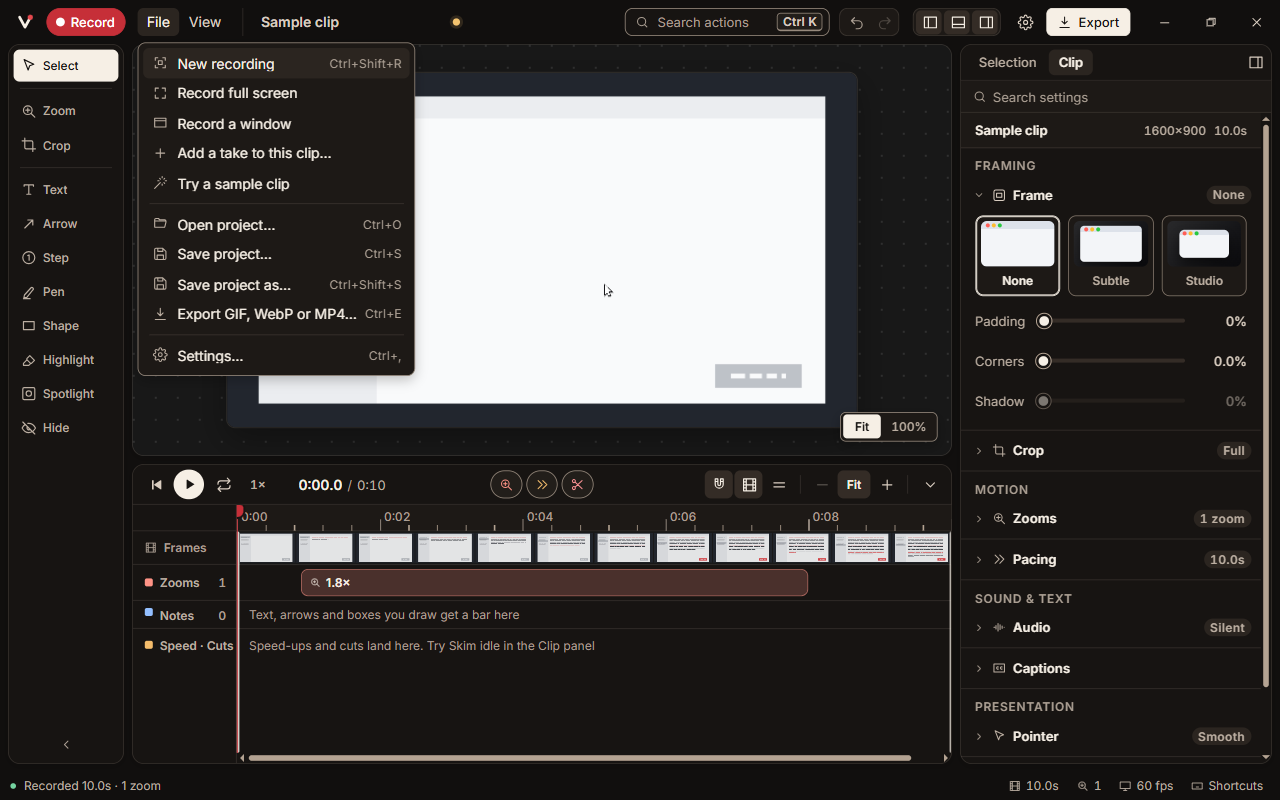 Record File View Sample clip Search actions Ctrl K Export
Select
Zoom
Crop
Text
Arrow
Step
Pen
Shape
Highlight
Spotlight
Hide
New recording Ctrl+Shift+R
Record full screen
Record a window
Add a take to this clip...
Try a sample clip
Open project... Ctrl+O
Save project... Ctrl+S
Save project as... Ctrl+Shift+S
Export GIF, WebP or MP4... Ctrl+E
Settings... Ctrl+,
Fit 100%
1× 0:00.0 / 0:10 Fit
0:00 0:02 0:04 0:06 0:08
Frames
Zooms 1 1.8×
Notes 0 Text, arrows and boxes you draw get a bar here
Speed · Cuts Speed-ups and cuts land here. Try Skim idle in the Clip panel
Selection Clip
Search settings
Sample clip 1600×900 10.0s
FRAMING
Frame None
None Subtle Studio
Padding 0%
Corners 0.0%
Shadow 0%
Crop Full
MOTION
Zooms 1 zoom
Pacing 10.0s
SOUND & TEXT
Audio Silent
Captions
PRESENTATION
Pointer Smooth
Recorded 10.0s · 1 zoom 10.0s 1 60 fps Shortcuts